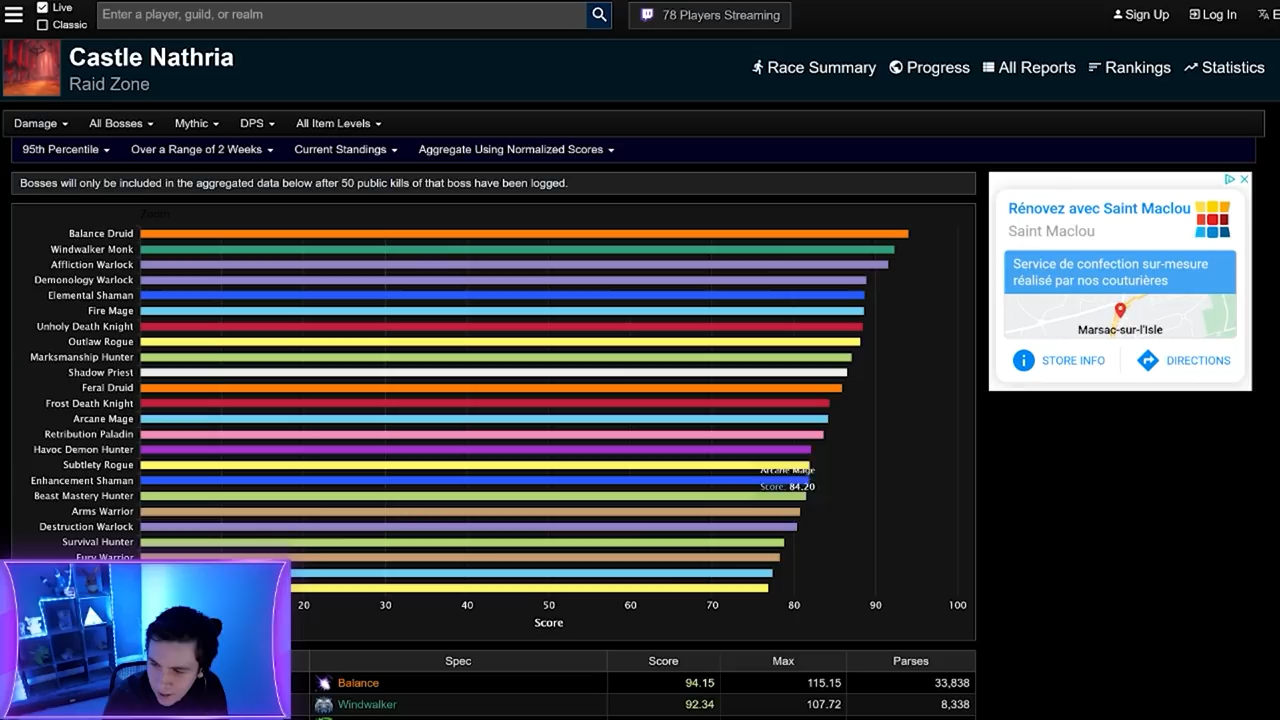 Live
Classic
Enter a player, guild, or realm
78 Players Streaming
Sign Up
Log In
Castle Nathria
Raid Zone
Race Summary
Progress
All Reports
Rankings
Statistics
Damage
All Bosses
Mythic
DPS
All Item Levels
95th Percentile
Over a Range of 2 Weeks
Current Standings
Aggregate Using Normalized Scores
Bosses will only be included in the aggregated data below after 50 public kills of that boss have been logged.
Zoom
Balance Druid
Windwalker Monk
Affliction Warlock
Demonology Warlock
Elemental Shaman
Fire Mage
Unholy Death Knight
Outlaw Rogue
Marksmanship Hunter
Shadow Priest
Feral Druid
Frost Death Knight
Arcane Mage
Retribution Paladin
Havoc Demon Hunter
Subtlety Rogue
Enhancement Shaman
Beast Mastery Hunter
Arms Warrior
Destruction Warlock
Survival Hunter
Fury Warrior
Arcane Mage
Score: 84.20
20 30 40 50 60 70 80 90 100
Score
Spec Score Max Parses
Balance 94.15 115.15 33,838
Windwalker 92.34 107.72 8,338
Rénovez avec Saint Maclou
Saint Maclou
Service de confection sur-mesure
réalisé par nos couturières
Marsac-sur-l'Isle
STORE INFO
DIRECTIONS